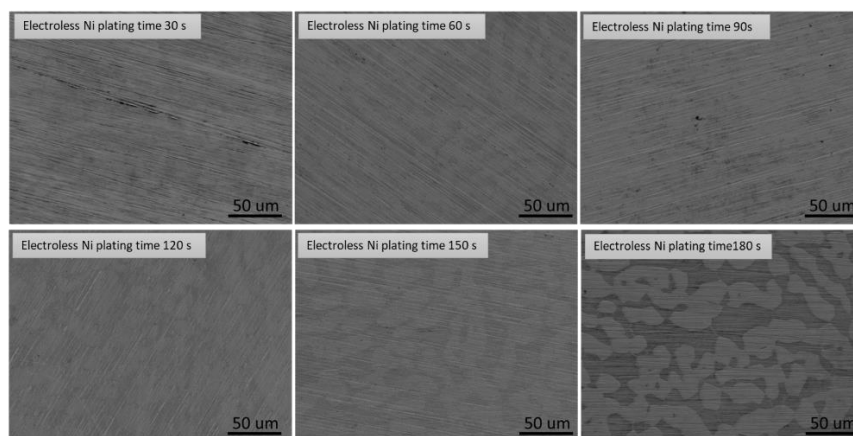 Electroless Ni plating time 30 s
Electroless Ni plating time 60 s
Electroless Ni plating time 90s
50 um
50 um
50 um
Electroless Ni plating time 120 s
Electroless Ni plating time 150 s
Electroless Ni plating time180 s
50 um
50 um
50 um